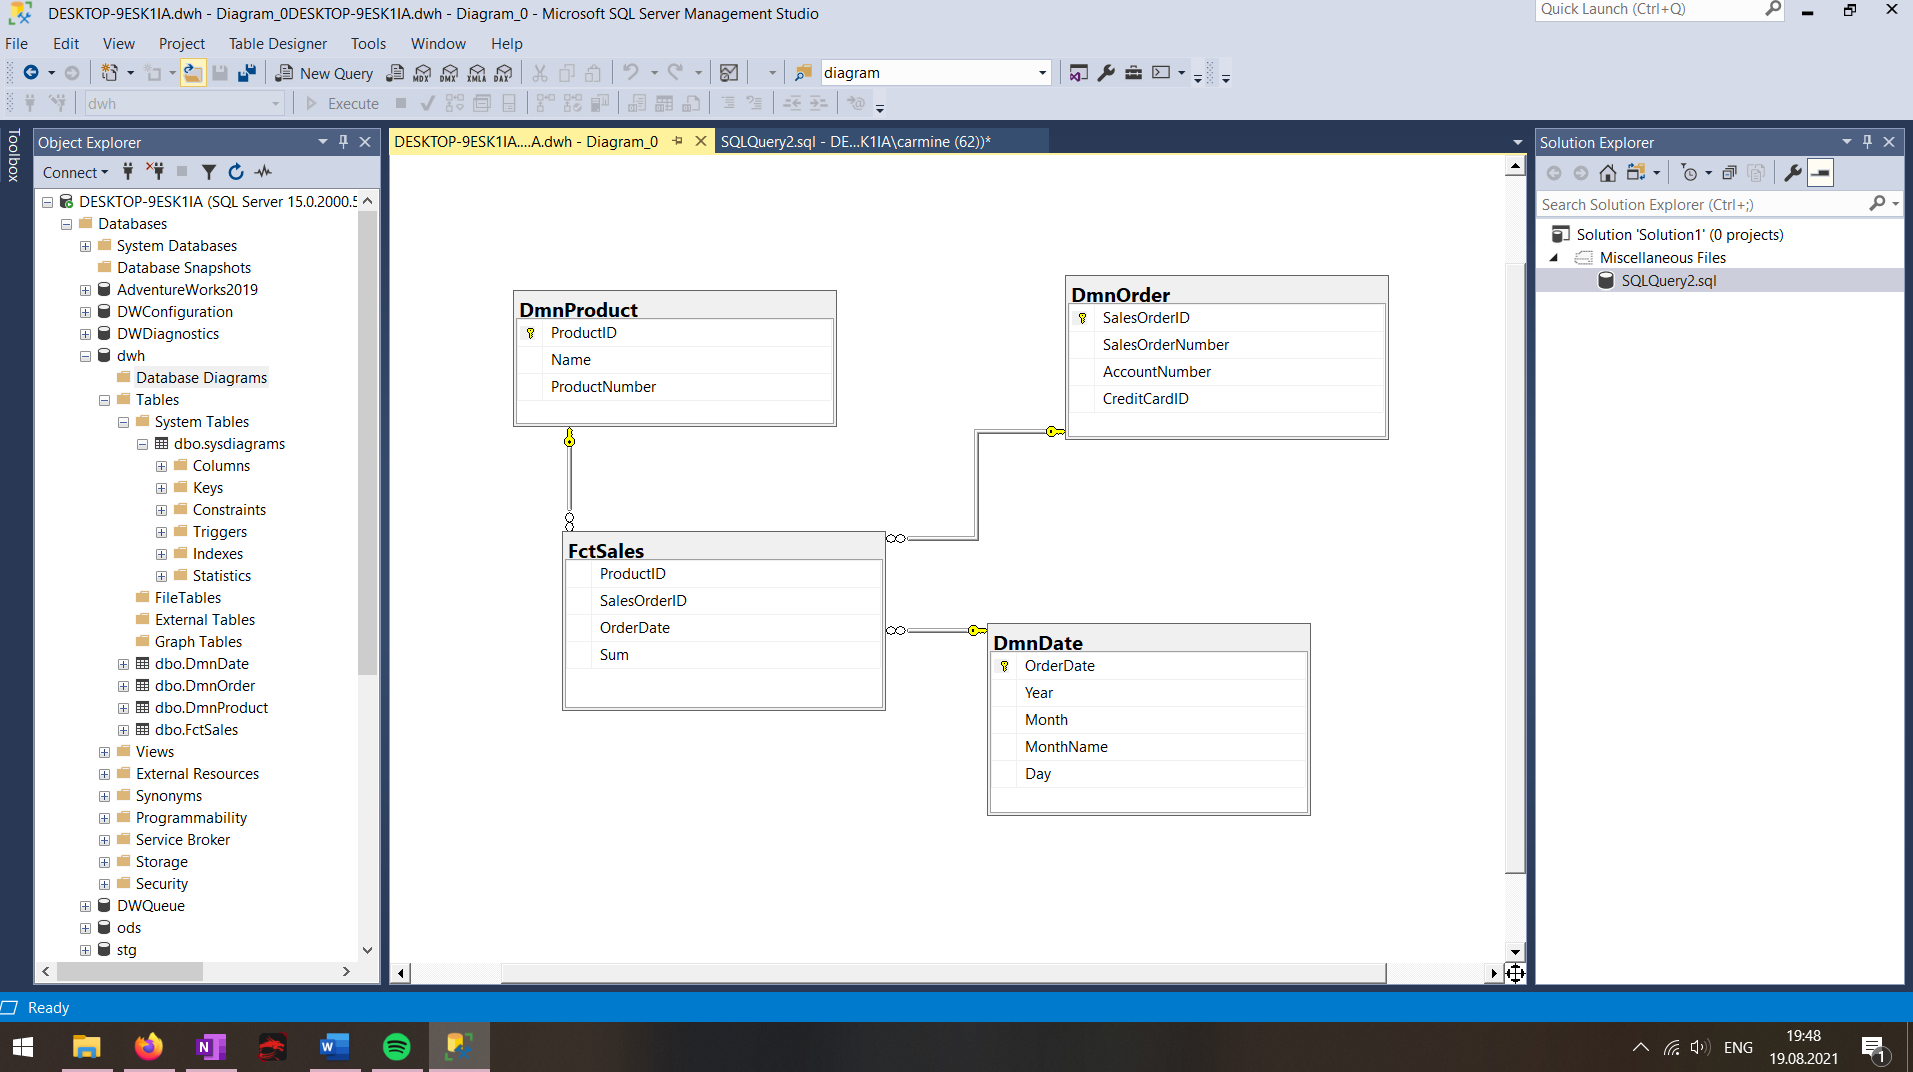 DESKTOP-9ESK1IA.dwh - Diagram_0DESKTOP-9ESK1IA.dwh - Diagram_0 - Microsoft SQL Server Management Studio
Quick Launch (Ctrl+Q)
File Edit View Project Table Designer Tools Window Help
New Query MDX DMX XMLA DAX diagram
dwh Execute
Toolbox
Object Explorer
Connect
DESKTOP-9ESK1IA (SQL Server 15.0.2000.5
Databases
System Databases
Database Snapshots
AdventureWorks2019
DWConfiguration
DWDiagnostics
dwh
Database Diagrams
Tables
System Tables
dbo.sysdiagrams
Columns
Keys
Constraints
Triggers
Indexes
Statistics
FileTables
External Tables
Graph Tables
dbo.DmnDate
dbo.DmnOrder
dbo.DmnProduct
dbo.FctSales
Views
External Resources
Synonyms
Programmability
Service Broker
Storage
Security
DWQueue
ods
stg
DESKTOP-9ESK1IA....A.dwh - Diagram_0
SQLQuery2.sql - DE...K1IA\carmine (62))*
DmnProduct
ProductID
Name
ProductNumber
DmnOrder
SalesOrderID
SalesOrderNumber
AccountNumber
CreditCardID
FctSales
ProductID
SalesOrderID
OrderDate
Sum
DmnDate
OrderDate
Year
Month
MonthName
Day
Solution Explorer
Search Solution Explorer (Ctrl+;)
Solution 'Solution1' (0 projects)
Miscellaneous Files
SQLQuery2.sql
Ready
N
W
ENG
19:48
19.08.2021
1